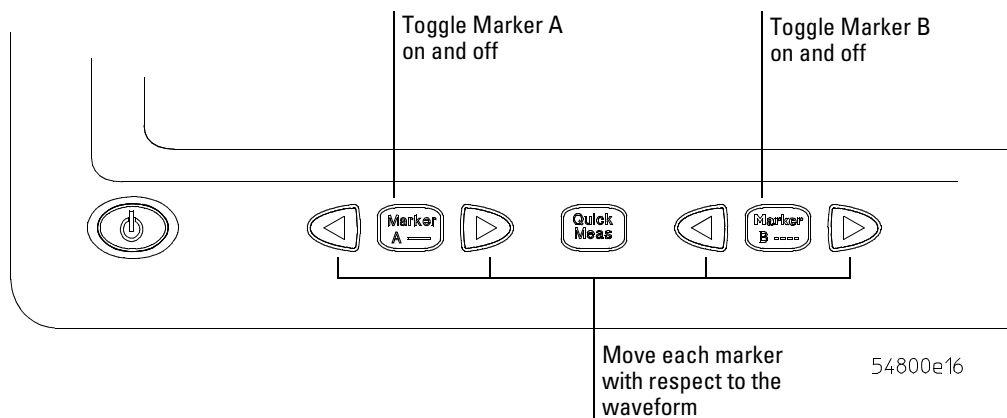 Toggle Marker A
on and off
Toggle Marker B
on and off
Marker
A —
Quick
Meas
Marker
B ----
Move each marker
with respect to the
waveform
54800e16